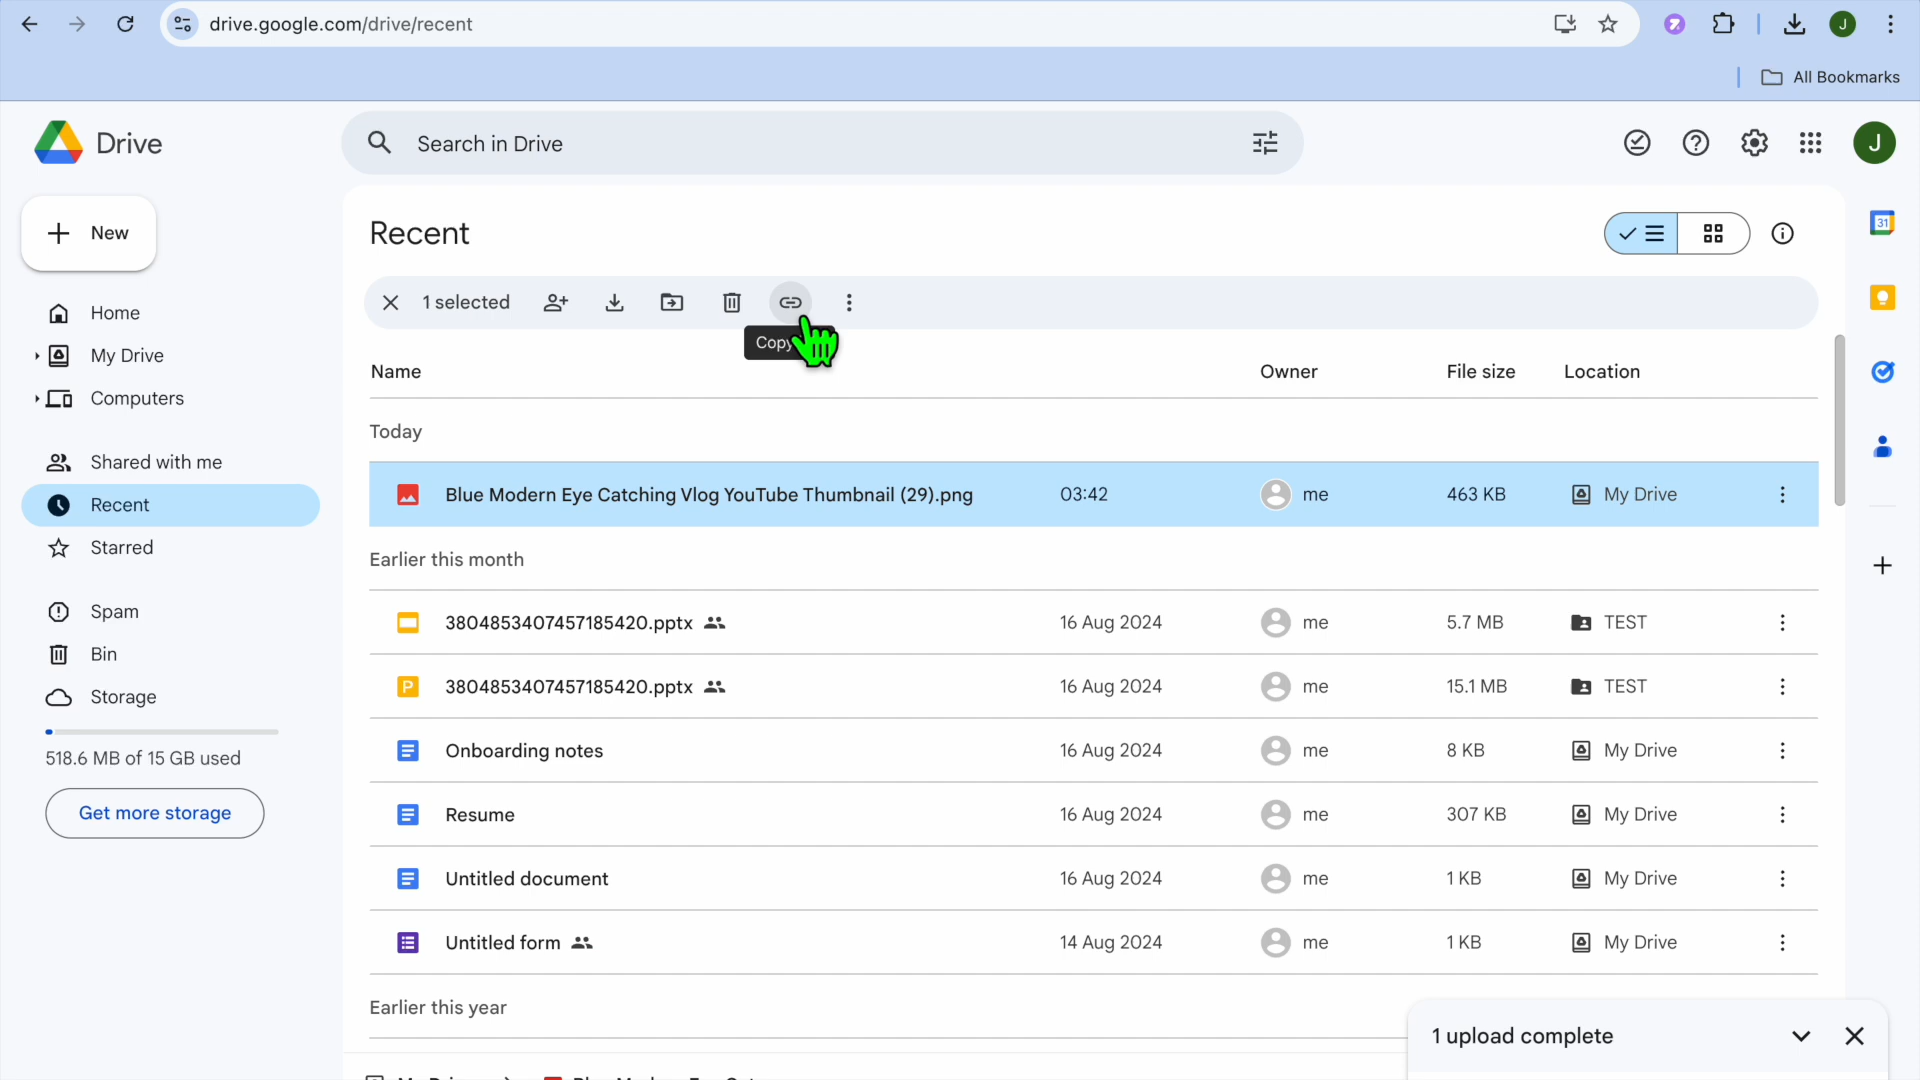 drive.google.com/drive/recent
J
All Bookmarks
Drive
Search in Drive
J
New
Recent
31
1 selected
Copy
Home
My Drive
Computers
Shared with me
Recent
Starred
Spam
Bin
Storage
518.6 MB of 15 GB used
Get more storage
Name Owner File size Location
Today
Blue Modern Eye Catching Vlog YouTube Thumbnail (29).png 03:42 me 463 KB My Drive
Earlier this month
3804853407457185420.pptx 16 Aug 2024 me 5.7 MB TEST
P 3804853407457185420.pptx 16 Aug 2024 me 15.1 MB TEST
Onboarding notes 16 Aug 2024 me 8 KB My Drive
Resume 16 Aug 2024 me 307 KB My Drive
Untitled document 16 Aug 2024 me 1 KB My Drive
Untitled form 14 Aug 2024 me 1 KB My Drive
Earlier this year
1 upload complete